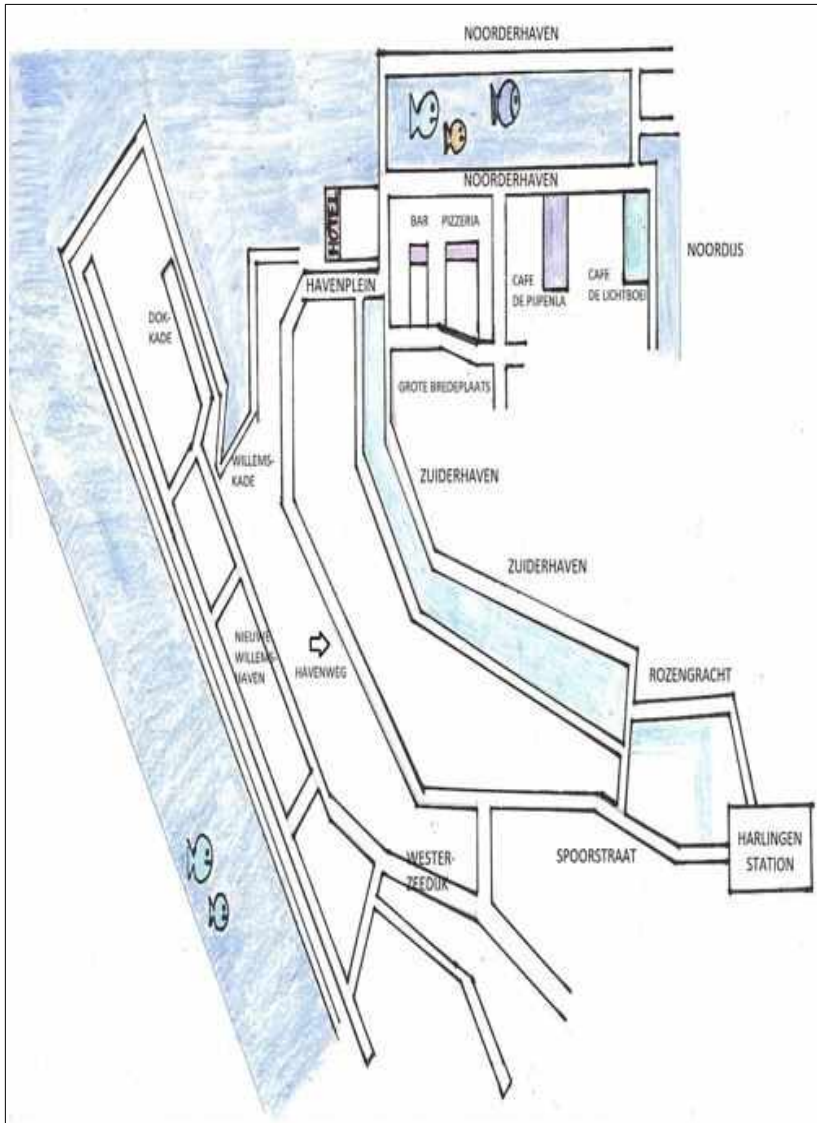 NOORDERHAVEN
NOORDERHAVEN
HOTEL
BAR
PIZZERIA
NOORDIJS
CAFE
DE PIJPENLA
CAFE
DE LICHTBOEI
HAVENPLEIN
DOK-
KADE
GROTE BREDEPLAATS
WILLEMS-
KADE
ZUIDERHAVEN
ZUIDERHAVEN
NIEUWE
WILLEMS-
HAVEN
HAVENWEG
ROZENGRACHT
WESTER-
ZEEDIJK
SPOORSTRAAT
HARLINGEN
STATION